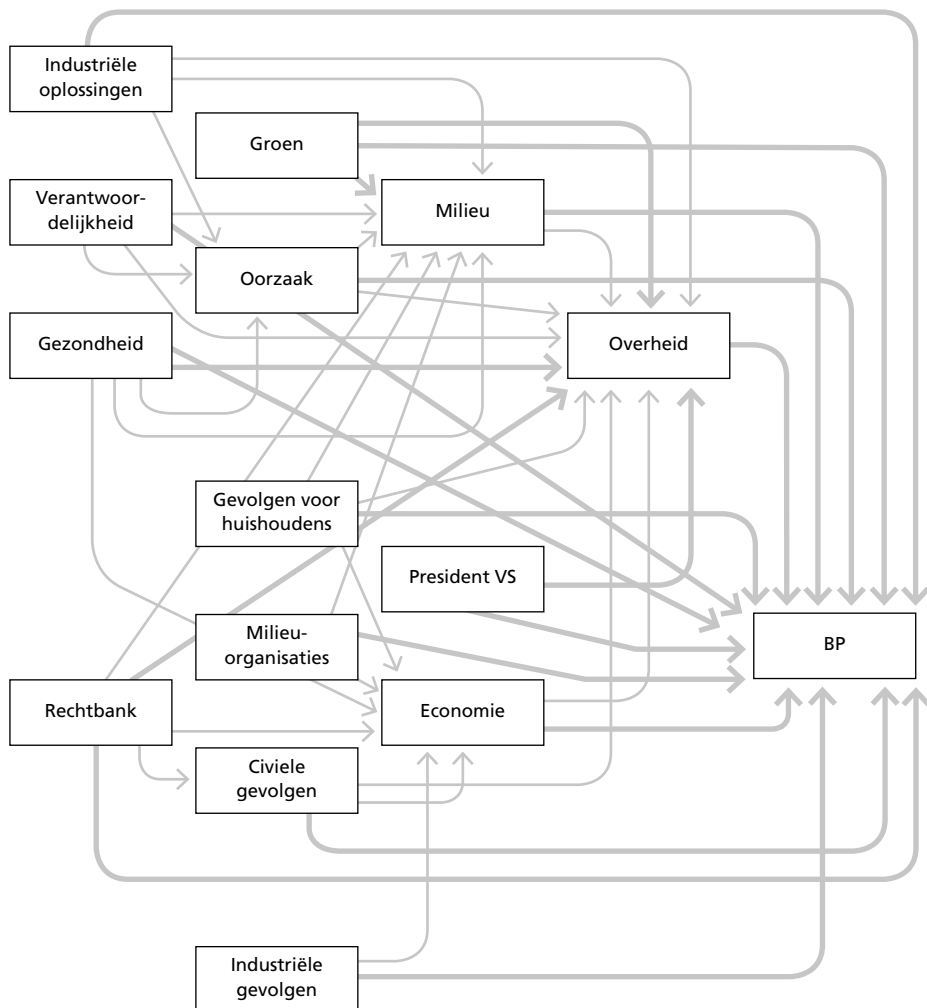 Industriële
oplossingen
Groen
Verantwoor-
delijkheid
Milieu
Oorzaak
Gezondheid
Overheid
Gevolgen voor
huishoudens
President VS
Milieu-
organisaties
BP
Rechtbank
Economie
Civiele
gevolgen
Industriële
gevolgen